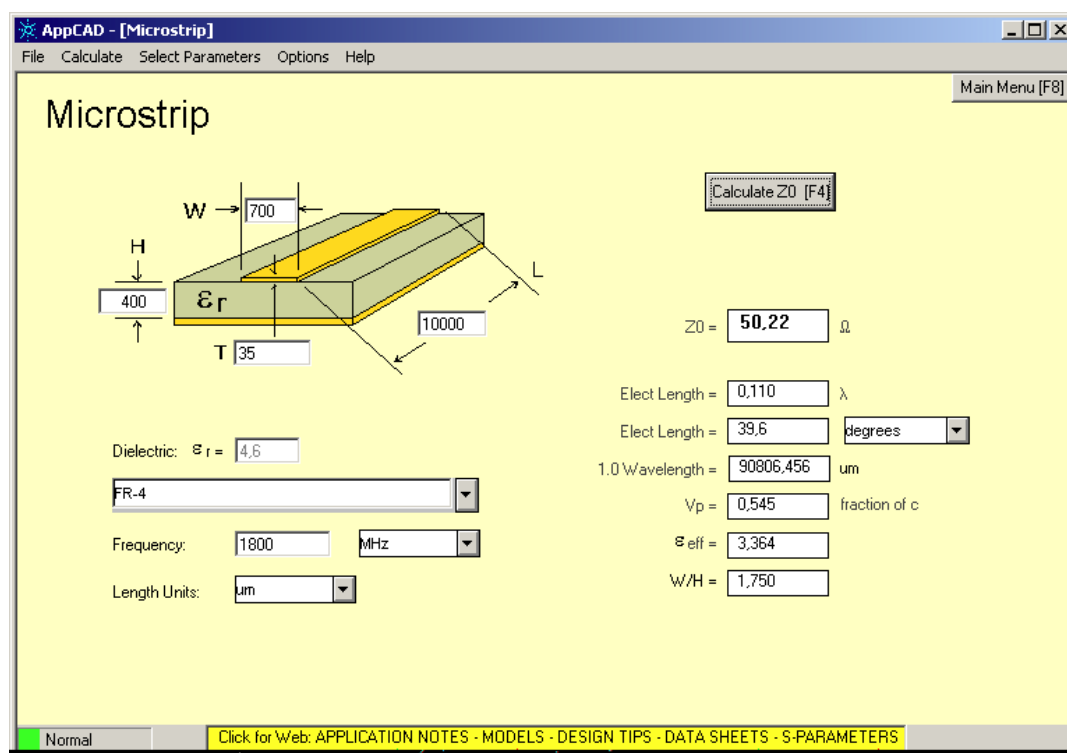 AppCAD - [Microstrip]
File Calculate Select Parameters Options Help
Main Menu [F8]
Microstrip
Calculate Z0 [F4]
W 700
H
400
εr
L
10000
T 35
Z0 = 50,22 Ω
Elect Length = 0,110 λ
Elect Length = 39,6 degrees
1.0 Wavelength = 90806,456 um
Vp = 0,545 fraction of c
εeff = 3,364
W/H = 1,750
Dielectric: εr = 4,6
FR-4
Frequency: 1800 MHz
Length Units: um
Normal
Click for Web: APPLICATION NOTES - MODELS - DESIGN TIPS - DATA SHEETS - S-PARAMETERS